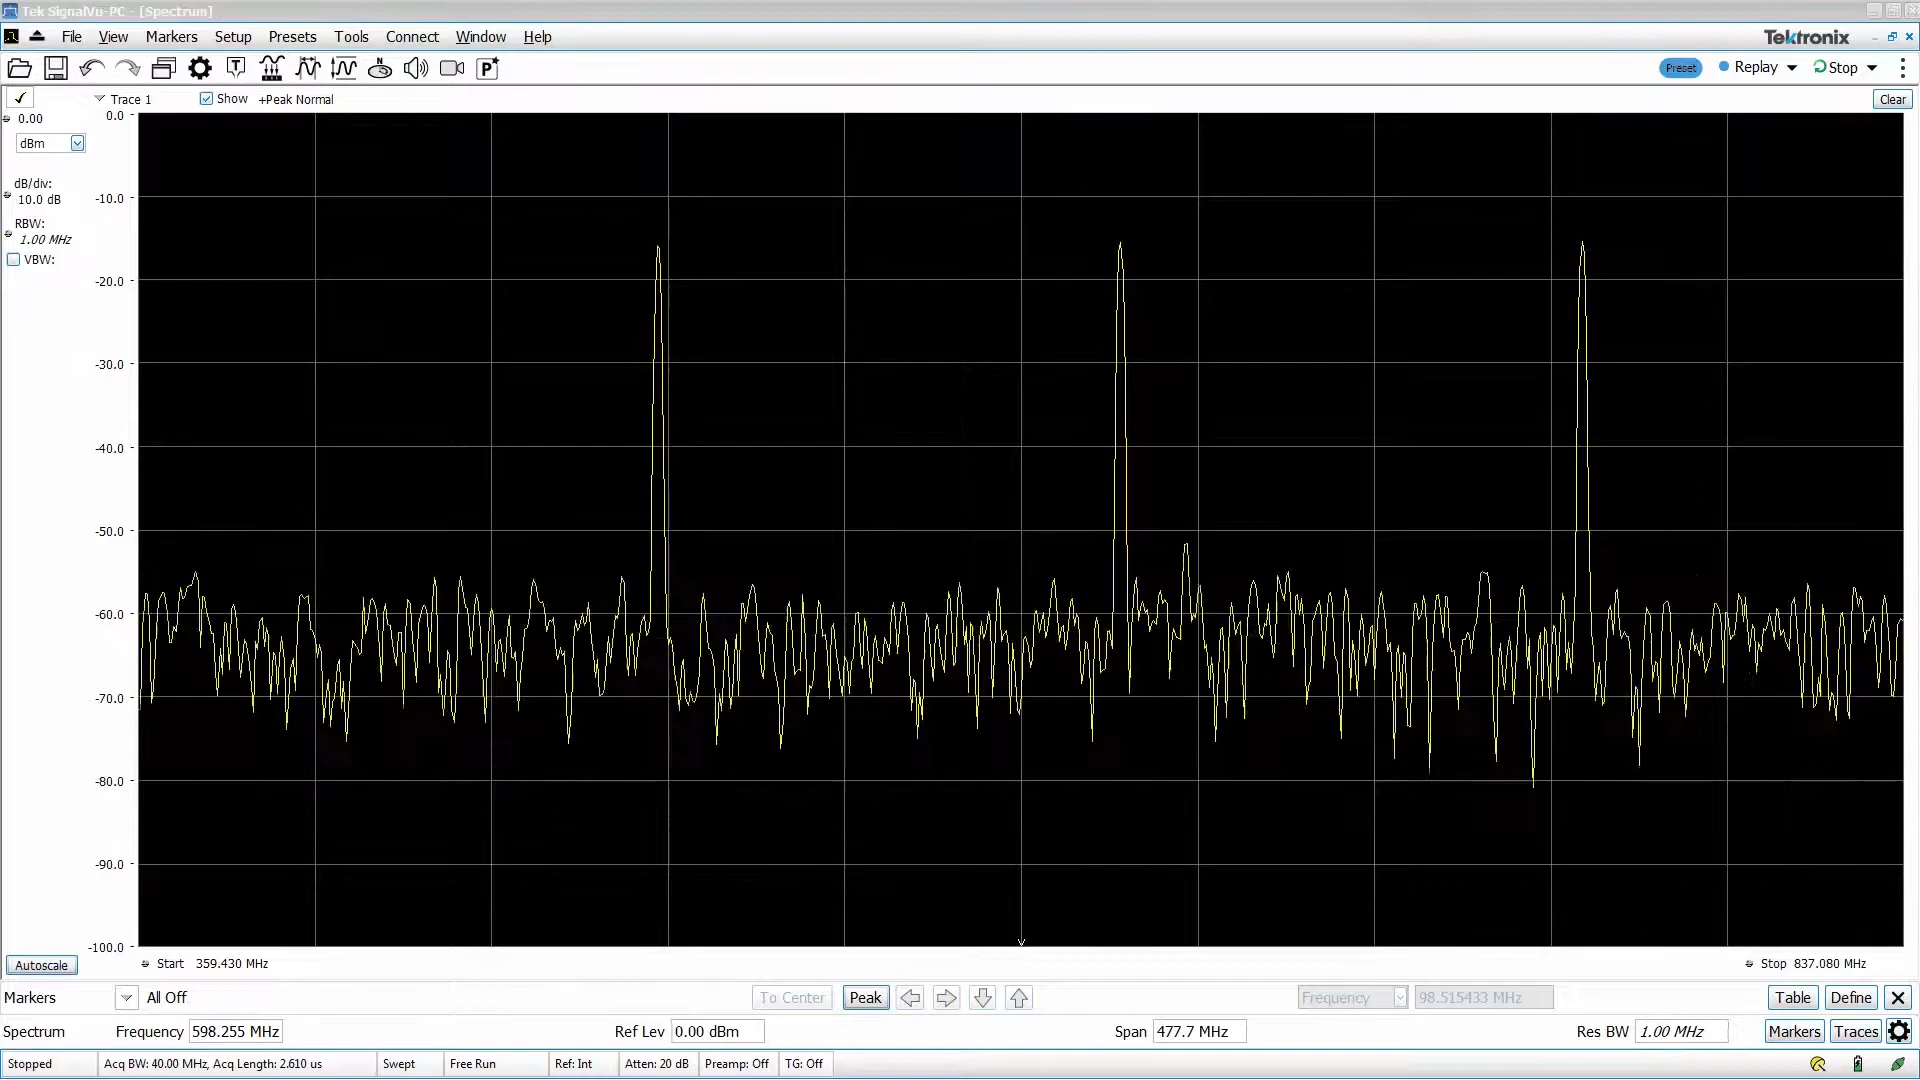 Tek SignalVu-PC - [Spectrum]
File View Markers Setup Presets Tools Connect Window Help Tektronix
Preset Replay Stop
Trace 1 Show +Peak Normal Clear
0.00
dBm
dB/div:
10.0 dB
RBW:
1.00 MHz
VBW:
0.0
-10.0
-20.0
-30.0
-40.0
-50.0
-60.0
-70.0
-80.0
-90.0
-100.0
Autoscale Start 359.430 MHz Stop 837.080 MHz
Markers All Off To Center Peak Frequency 98.515433 MHz Table Define
Spectrum Frequency 598.255 MHz Ref Lev 0.00 dBm Span 477.7 MHz Res BW 1.00 MHz Markers Traces
Stopped Acq BW: 40.00 MHz, Acq Length: 2.610 us Swept Free Run Ref: Int Atten: 20 dB Preamp: Off TG: Off